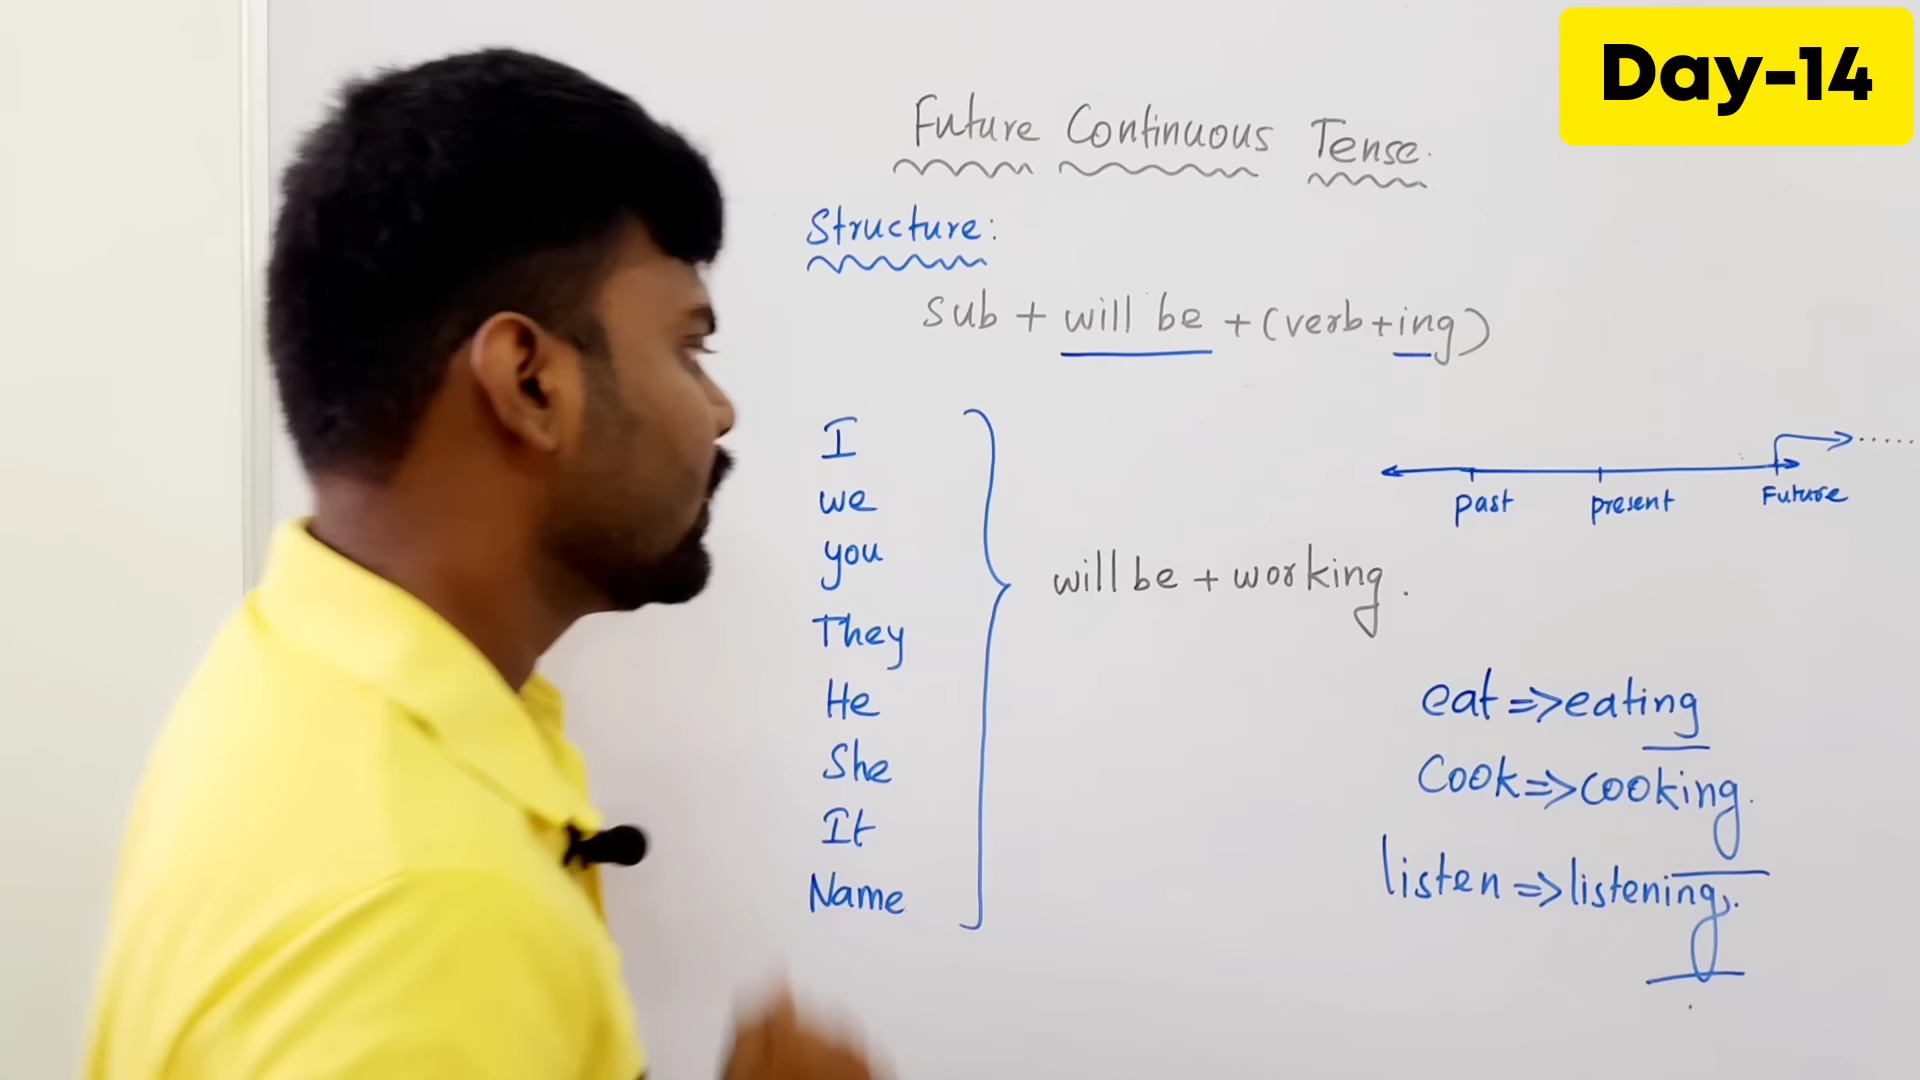 Day-14
Future Continuous Tense.
Structure:
sub + will be + (verb+ing)
I
we
you
They
He
She
It
Name
past present Future
will be + working.
eat => eating
Cook => cooking.
listen => listening.